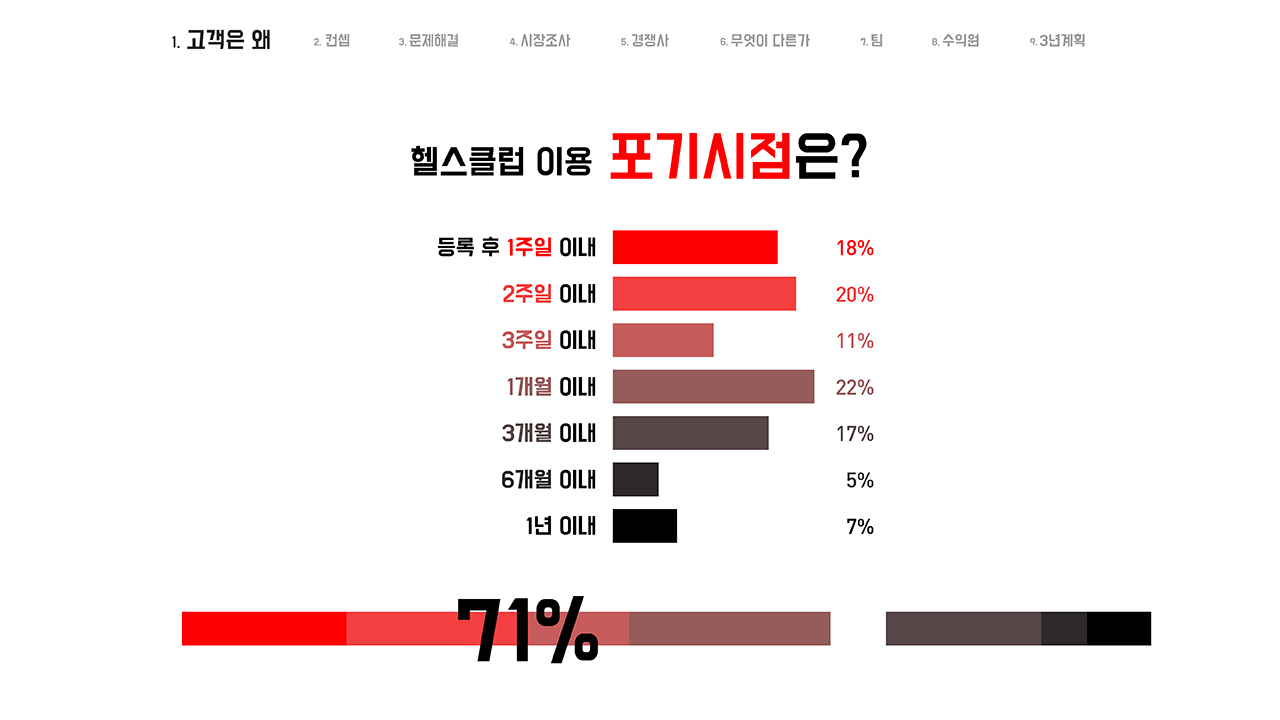 1. 고객은 왜 2. 컨셉 3. 문제해결 4. 시장조사 5. 경쟁사 6. 무엇이 다른가 7. 팀 8. 수익원 9. 3년계획
헬스클럽 이용 포기시점은?
등록 후 1주일 이내 18%
2주일 이내 20%
3주일 이내 11%
1개월 이내 22%
3개월 이내 17%
6개월 이내 5%
1년 이내 7%
71%